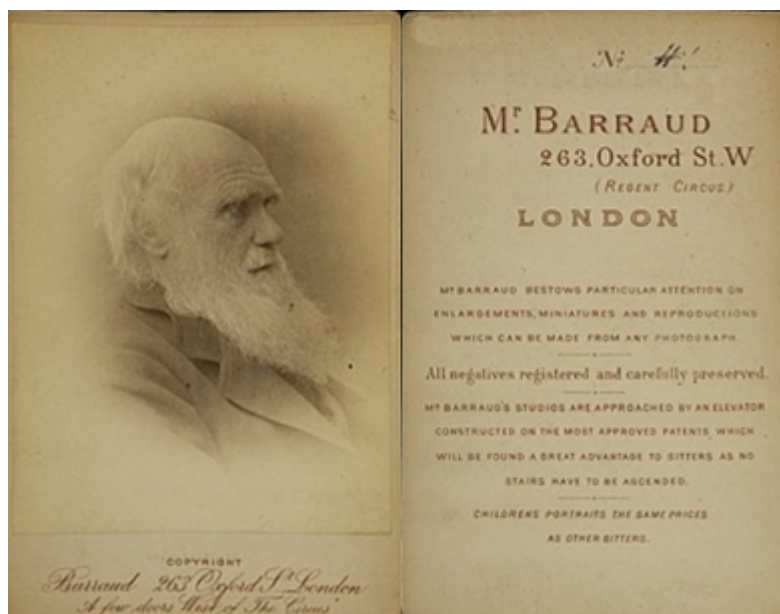 COPYRIGHT
Barraud 263 Oxford St London
"A few doors West of The Circus"
No 4!
Mr BARRAUD
263, Oxford St. W
(REGENT CIRCUS)
LONDON
MR BARRAUD BESTOWS PARTICULAR ATTENTION ON
ENLARGEMENTS, MINIATURES AND REPRODUCTIONS
WHICH CAN BE MADE FROM ANY PHOTOGRAPH.
All negatives registered and carefully preserved.
MR BARRAUD'S STUDIOS ARE APPROACHED BY AN ELEVATOR
CONSTRUCTED ON THE MOST APPROVED PATENTS WHICH
WILL BE FOUND A GREAT ADVANTAGE TO SITTERS AS NO
STAIRS HAVE TO BE ASCENDED.
CHILDRENS PORTRAITS THE SAME PRICES
AS OTHER SITTERS.